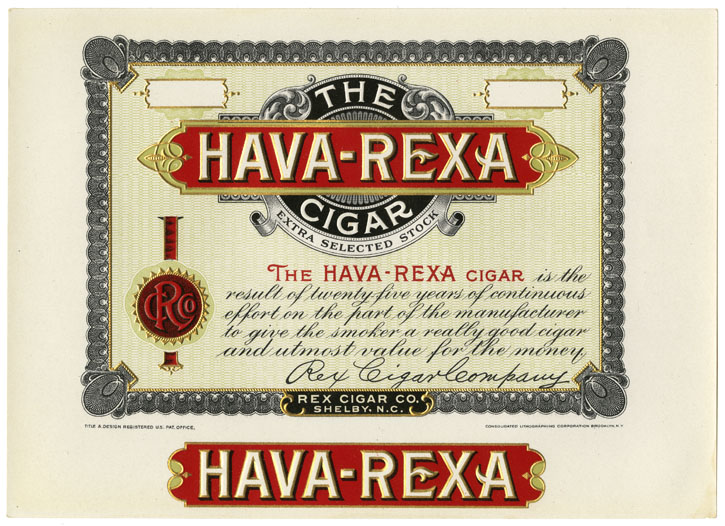 THE
HAVA-REXA
CIGAR
EXTRA SELECTED STOCK
THE HAVA-REXA CIGAR is the
result of twenty-five years of continuous
effort on the part of the manufacturer
to give the smoker a really good cigar
and utmost value for the money.
Rex Cigar Company
RCo
REX CIGAR CO.
SHELBY, N.C.
TITLE & DESIGN REGISTERED U.S. PAT. OFFICE.
CONSOLIDATED LITHOGRAPHING CORPORATION BROOKLYN, N.Y.
HAVA-REXA